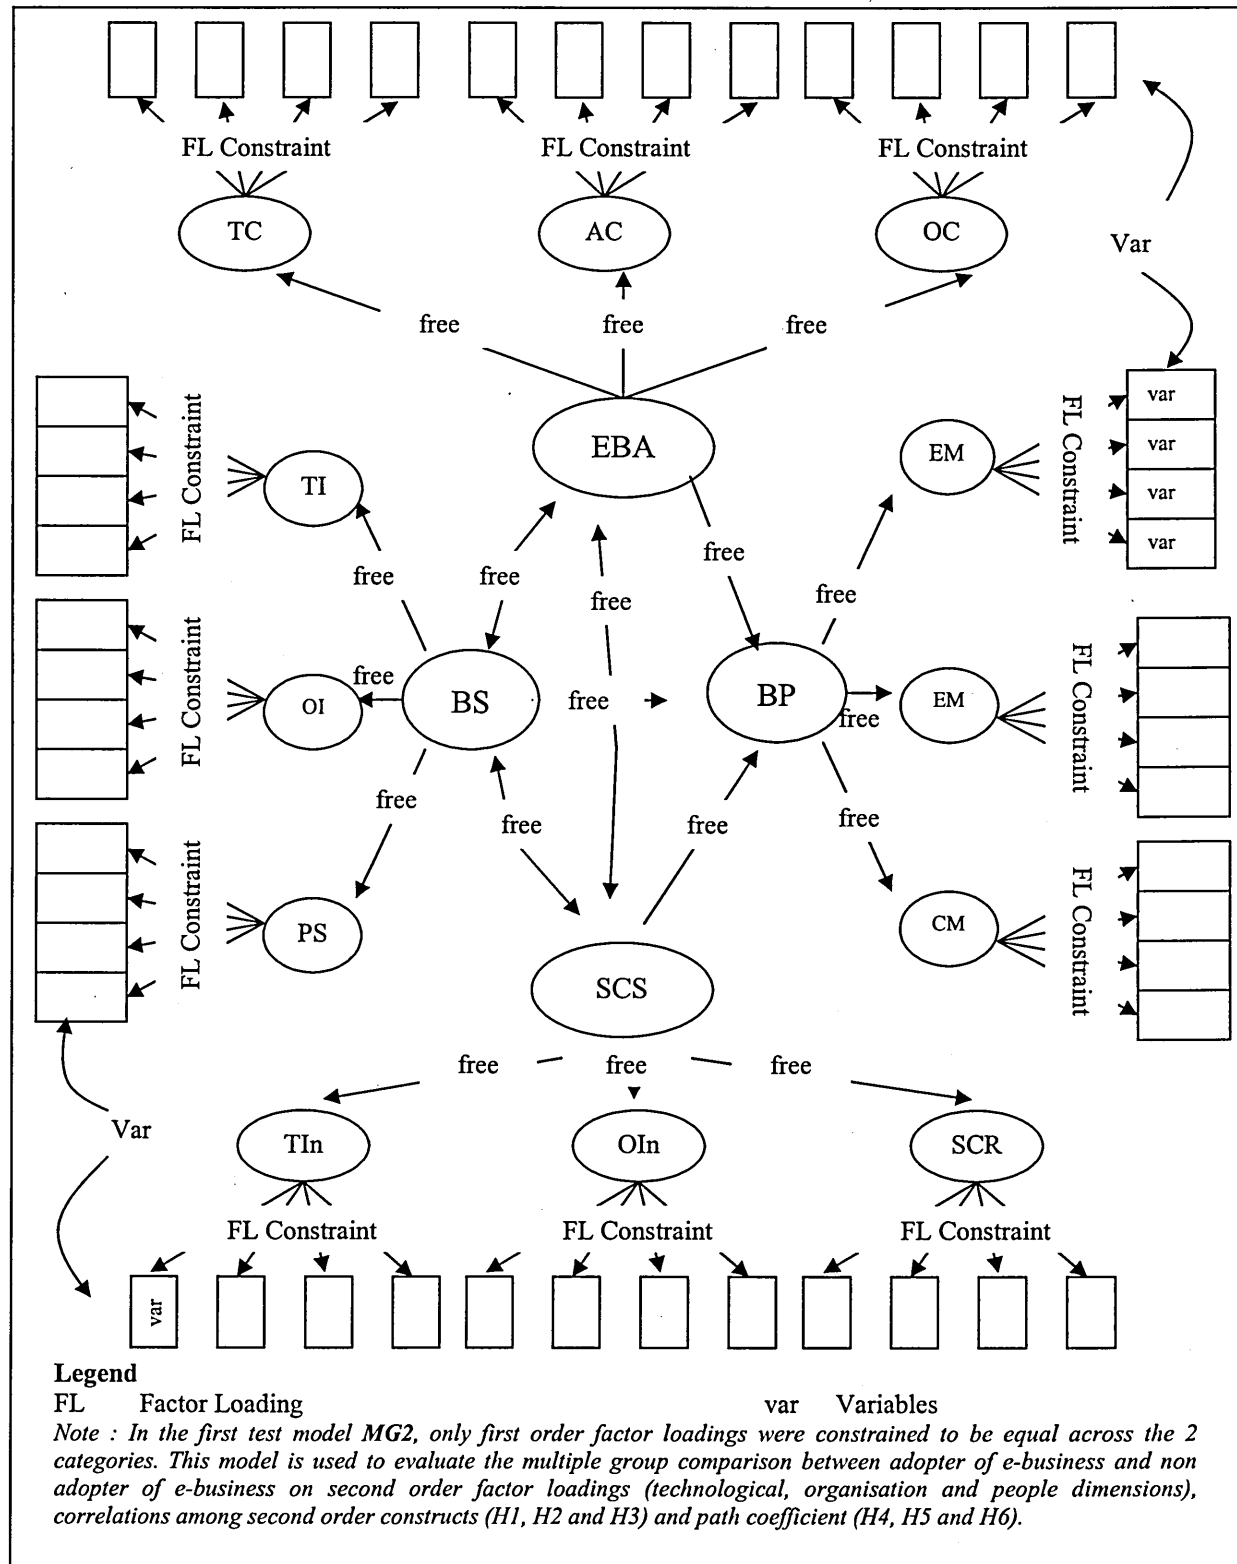 FL Constraint FL Constraint FL Constraint
TC AC OC
Var
free free free
FL Constraint
TI
EBA
EM
FL Constraint
var
var
var
var
free free free free free
FL Constraint
OI
free
BS
free
BP
free
EM
FL Constraint
free free free free
FL Constraint
PS
SCS
CM
FL Constraint
free free free
Var
TIn OIn SCR
FL Constraint FL Constraint FL Constraint
var
Legend
FL Factor Loading var Variables
Note : In the first test model MG2, only first order factor loadings were constrained to be equal across the 2
categories. This model is used to evaluate the multiple group comparison between adopter of e-business and non
adopter of e-business on second order factor loadings (technological, organisation and people dimensions),
correlations among second order constructs (H1, H2 and H3) and path coefficient (H4, H5 and H6).